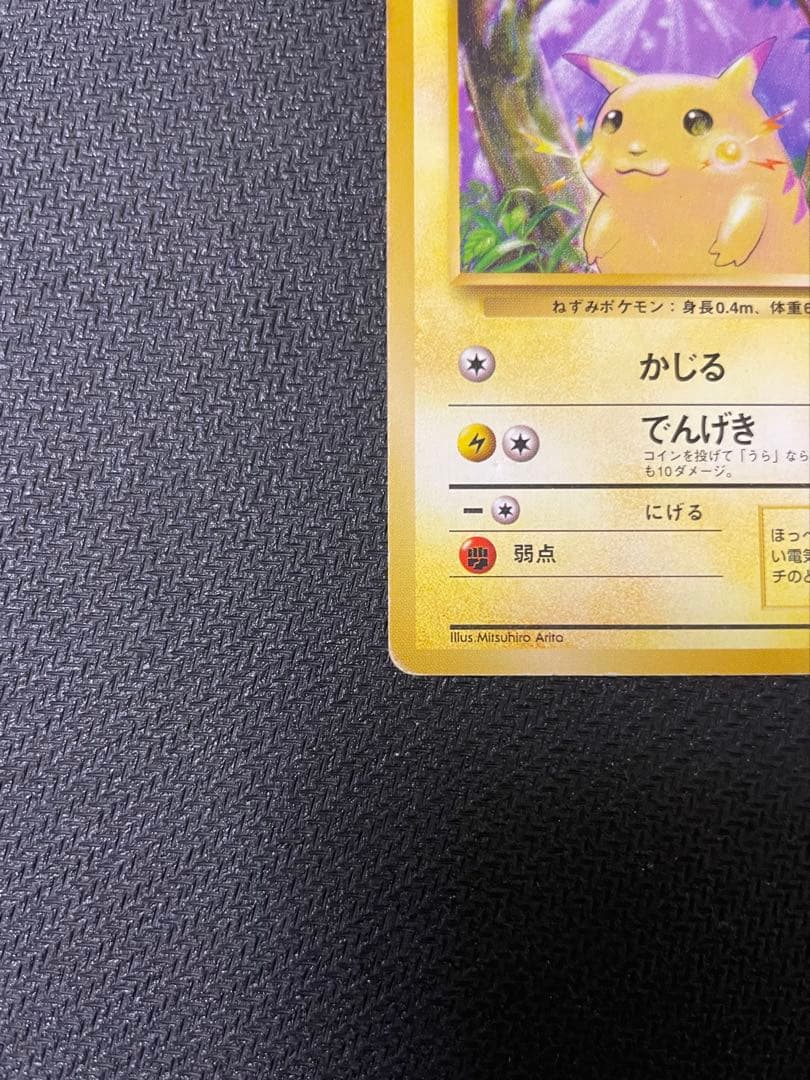 ねずみポケモン：身長0.4m、体重6
かじる
でんげき
コインを投げて「うら」なら
も10ダメージ。
にげる
弱点
ほっぺ
い電気
チのと
Illus.Mitsuhiro Arita